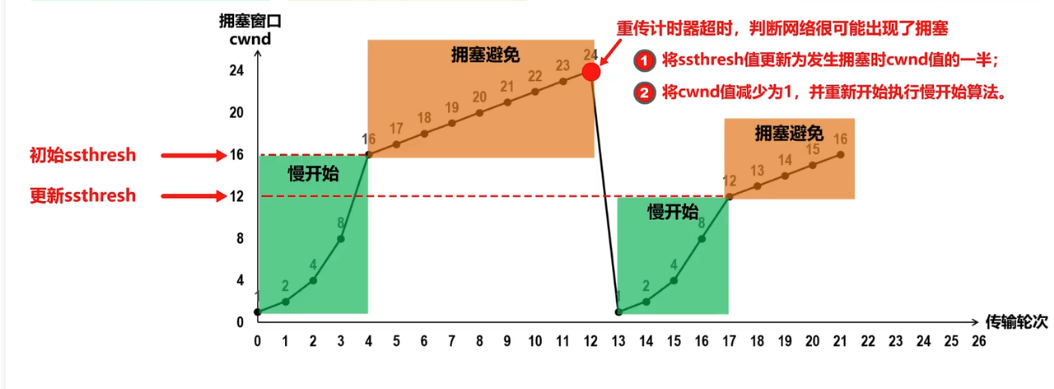 拥塞窗口
cwnd
重传计时器超时，判断网络很可能出现了拥塞
1 将ssthresh值更新为发生拥塞时cwnd值的一半；
2 将cwnd值减少为1，并重新开始执行慢开始算法。
拥塞避免
24
24
23
22
21
20
19
18
17
16
20
拥塞避免
16
15
14
13
12
初始ssthresh
16
慢开始
更新ssthresh
12
慢开始
8
8
8
4
4
4
2
2
1
1
0
传输轮次
0 1 2 3 4 5 6 7 8 9 10 11 12 13 14 15 16 17 18 19 20 21 22 23 24 25 26